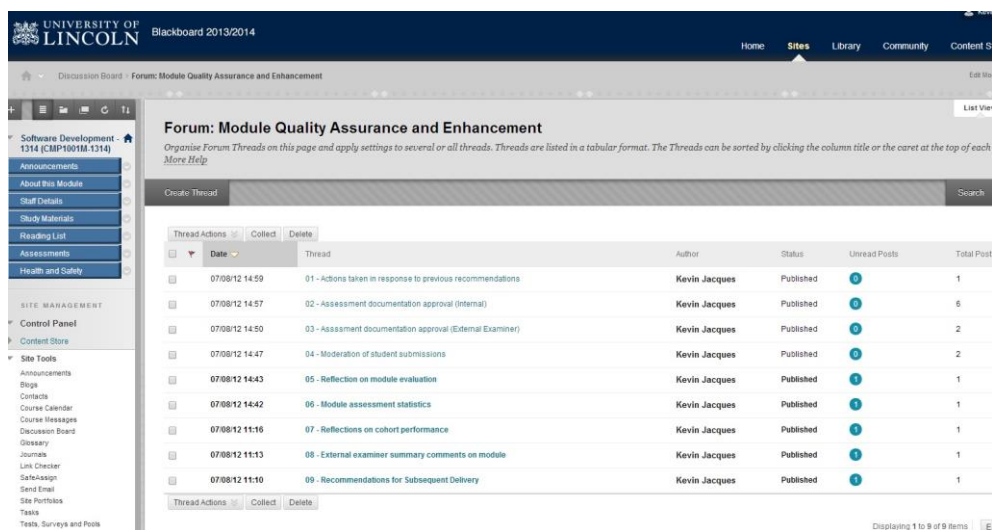 UNIVERSITY OF
LINCOLN
Blackboard 2013/2014
Home Sites Library Community Content S
Discussion Board Forum: Module Quality Assurance and Enhancement
List Vie
Software Development -
1314 (CMP1001M-1314)
Announcements
About this Module
Staff Details
Study Materials
Reading List
Assessments
Health and Safety
SITE MANAGEMENT
Control Panel
Content Store
Site Tools
Announcements
Blogs
Contacts
Course Calendar
Course Messages
Discussion Board
Glossary
Journals
Link Checker
SafeAssign
Send Email
Site Portfolios
Tasks
Tests, Surveys and Pools
Forum: Module Quality Assurance and Enhancement
Organise Forum Threads on this page and apply settings to several or all threads. Threads are listed in a tabular format. The Threads can be sorted by clicking the column title or the caret at the top of each
More Help
Create Thread Search
Thread Actions Collect Delete
Date Thread Author Status Unread Posts Total Post
07/08/12 14:59 01 - Actions taken in response to previous recommendations Kevin Jacques Published 0 1
07/08/12 14:57 02 - Assessment documentation approval (Internal) Kevin Jacques Published 0 6
07/08/12 14:50 03 - Asssssment documentation approval (External Examiner) Kevin Jacques Published 0 2
07/08/12 14:47 04 - Moderation of student submissions Kevin Jacques Published 0 2
07/08/12 14:43 05 - Reflection on module evaluation Kevin Jacques Published 1 1
07/08/12 14:42 06 - Module assessment statistics Kevin Jacques Published 1 1
07/08/12 11:16 07 - Reflections on cohort performance Kevin Jacques Published 1 1
07/08/12 11:13 08 - External examiner summary comments on module Kevin Jacques Published 1 1
07/08/12 11:10 09 - Recommendations for Subsequent Delivery Kevin Jacques Published 1 1
Thread Actions Collect Delete
Displaying 1 to 9 of 9 items E